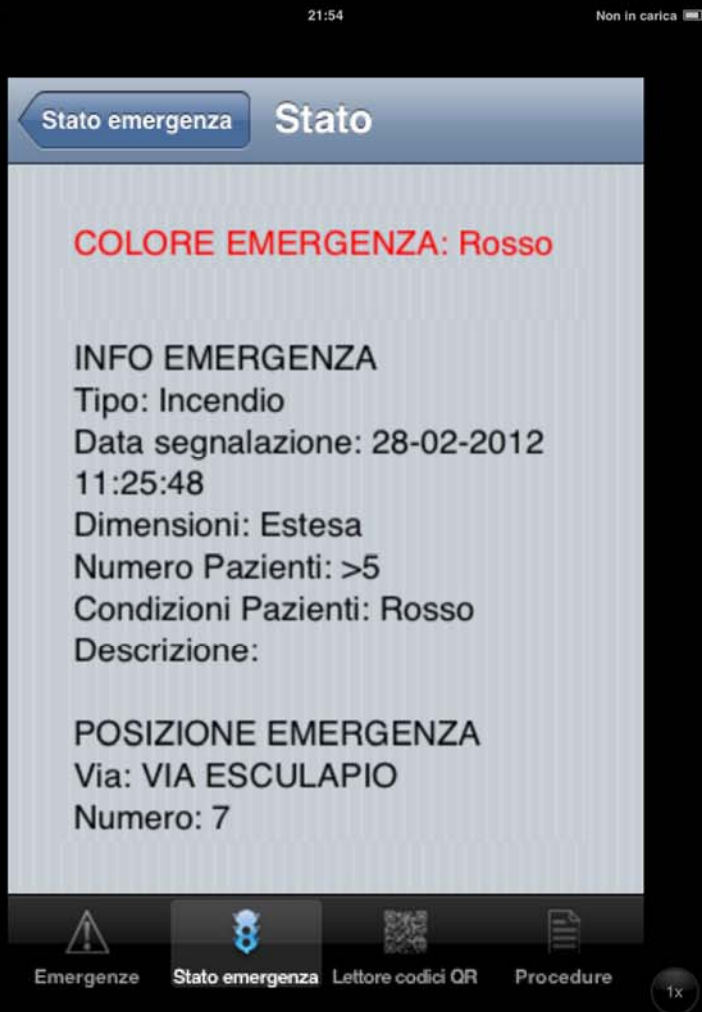 21:54
Non in carica
Stato emergenza
Stato
COLORE EMERGENZA: Rosso
INFO EMERGENZA
Tipo: Incendio
Data segnalazione: 28-02-2012
11:25:48
Dimensioni: Estesa
Numero Pazienti: >5
Condizioni Pazienti: Rosso
Descrizione:
POSIZIONE EMERGENZA
Via: VIA ESCULAPIO
Numero: 7
Emergenze
Stato emergenza
Lettore codici QR
Procedure
1x